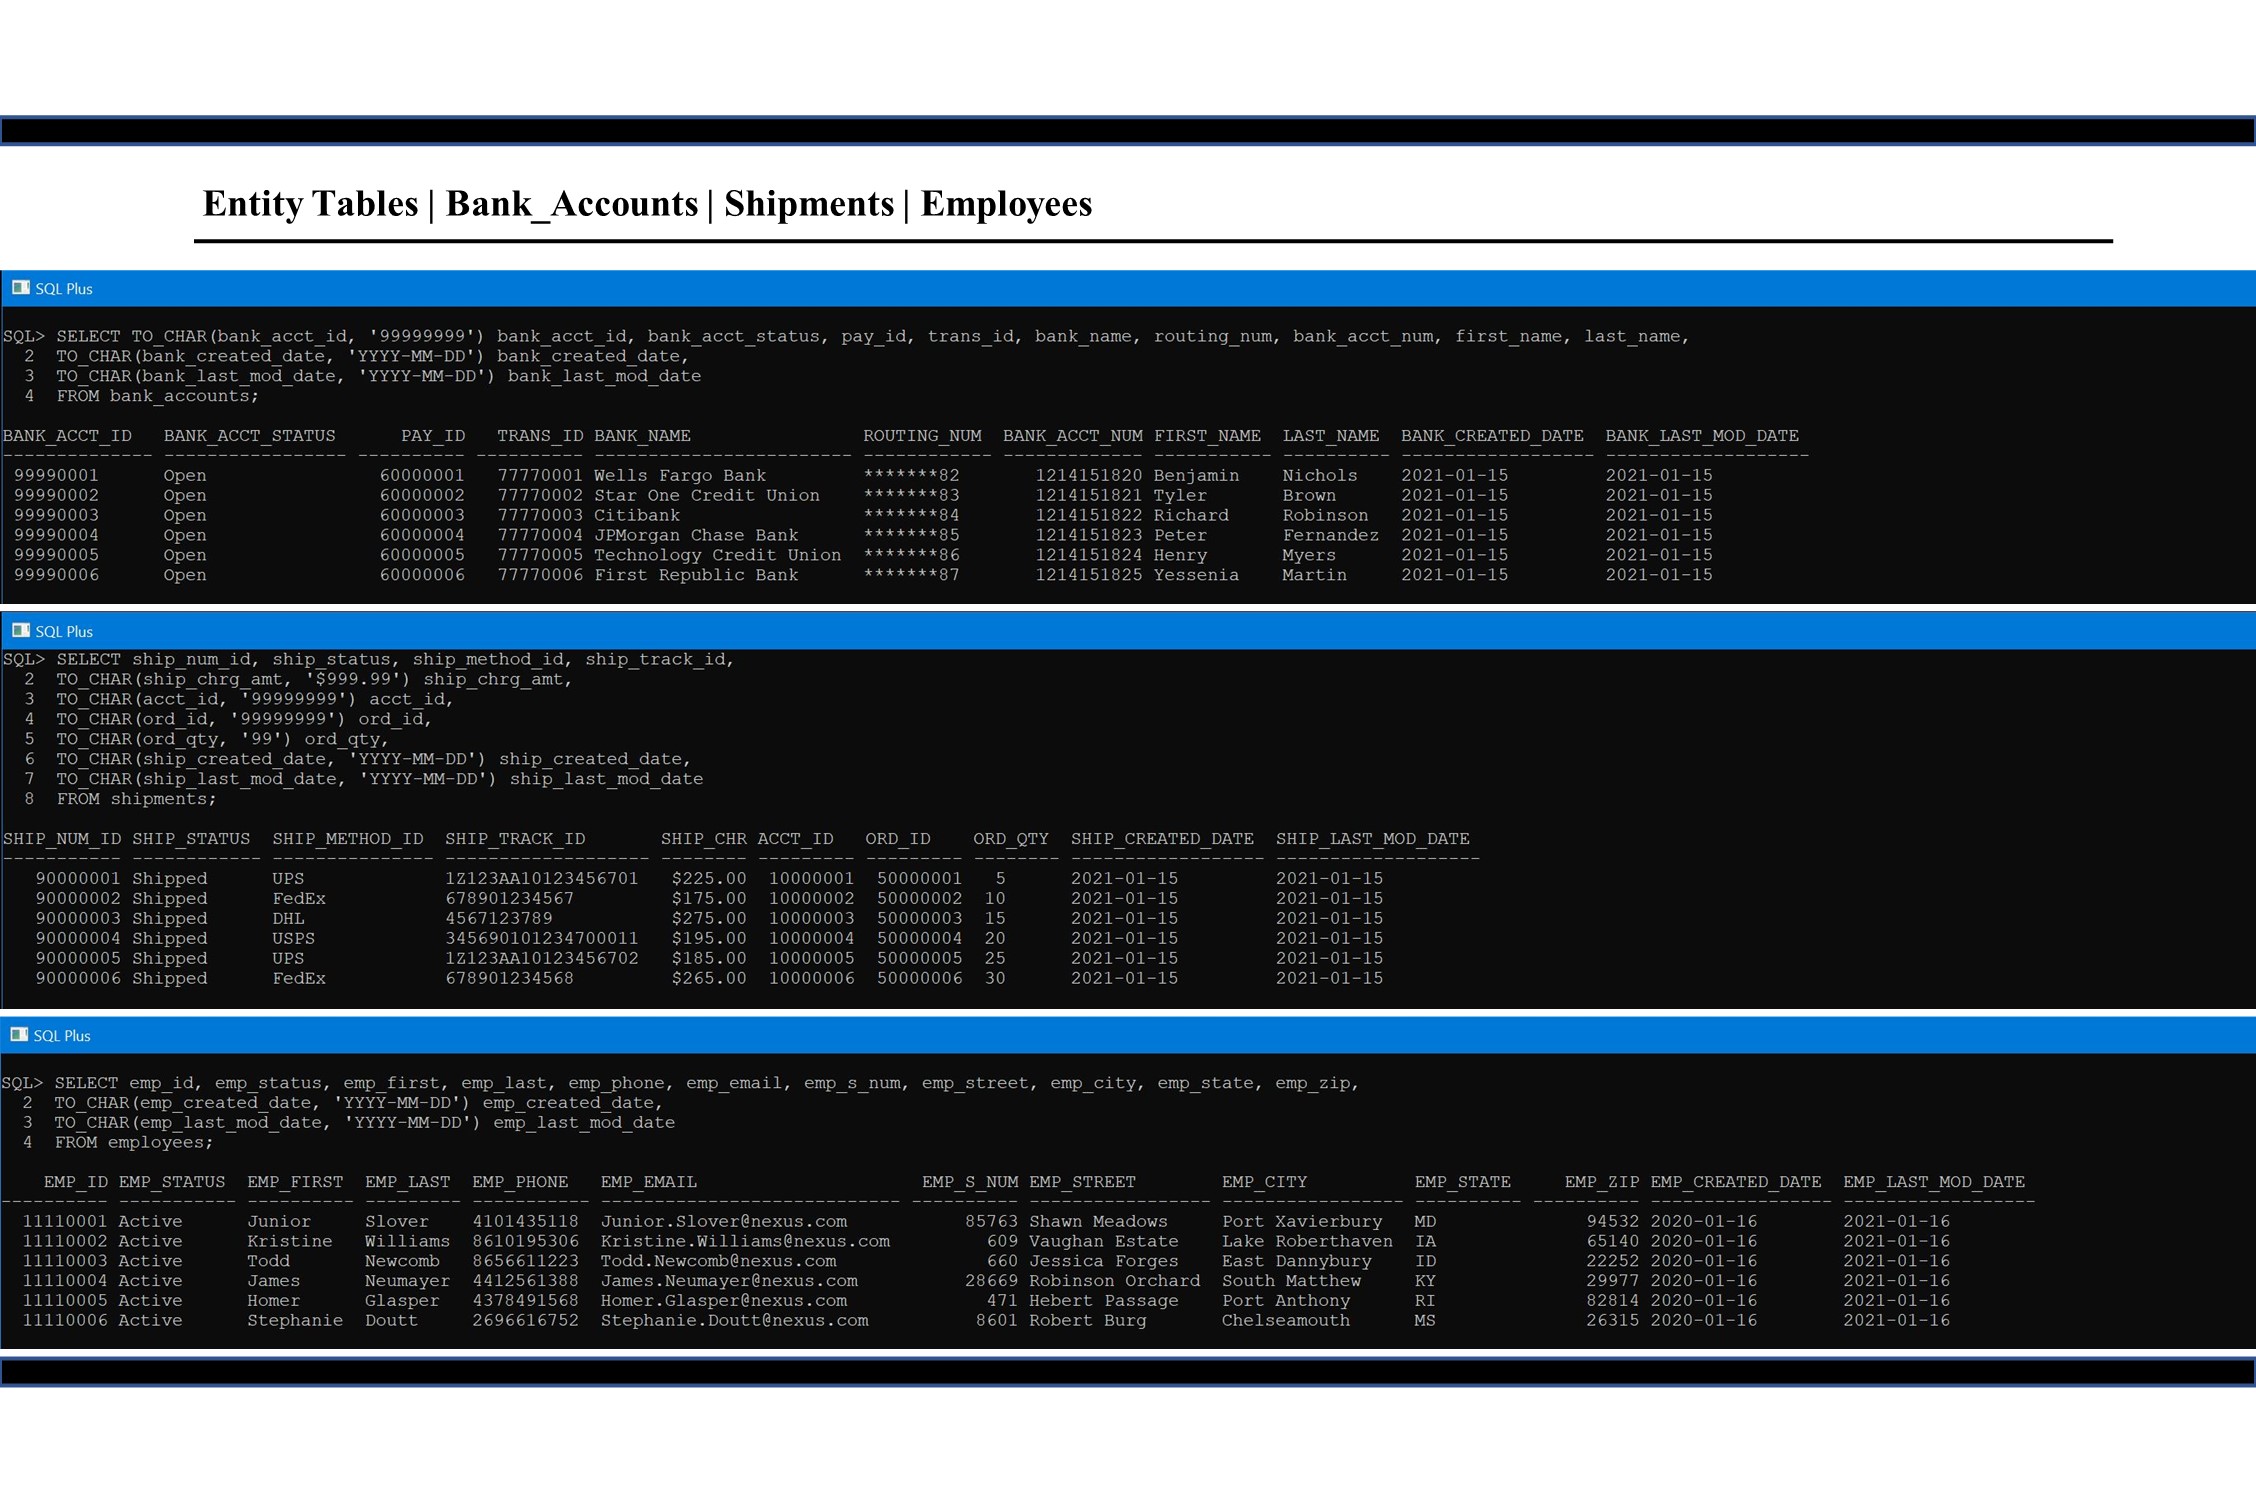 Entity Tables | Bank_Accounts | Shipments | Employees
SQL Plus
SQL> SELECT TO_CHAR(bank_acct_id, '99999999') bank_acct_id, bank_acct_status, pay_id, trans_id, bank_name, routing_num, bank_acct_num, first_name, last_name,
2 TO_CHAR(bank_created_date, 'YYYY-MM-DD') bank_created_date,
3 TO_CHAR(bank_last_mod_date, 'YYYY-MM-DD') bank_last_mod_date
4 FROM bank_accounts;
BANK_ACCT_ID BANK_ACCT_STATUS PAY_ID TRANS_ID BANK_NAME ROUTING_NUM BANK_ACCT_NUM FIRST_NAME LAST_NAME BANK_CREATED_DATE BANK_LAST_MOD_DATE
-------------- ----------------- ---------- ---------- ------------------------ ------------ ------------- ----------- ---------- ------------------ -------------------
99990001 Open 60000001 77770001 Wells Fargo Bank *******82 1214151820 Benjamin Nichols 2021-01-15 2021-01-15
99990002 Open 60000002 77770002 Star One Credit Union *******83 1214151821 Tyler Brown 2021-01-15 2021-01-15
99990003 Open 60000003 77770003 Citibank *******84 1214151822 Richard Robinson 2021-01-15 2021-01-15
99990004 Open 60000004 77770004 JPMorgan Chase Bank *******85 1214151823 Peter Fernandez 2021-01-15 2021-01-15
99990005 Open 60000005 77770005 Technology Credit Union *******86 1214151824 Henry Myers 2021-01-15 2021-01-15
99990006 Open 60000006 77770006 First Republic Bank *******87 1214151825 Yessenia Martin 2021-01-15 2021-01-15
SQL Plus
SQL> SELECT ship_num_id, ship_status, ship_method_id, ship_track_id,
2 TO_CHAR(ship_chrg_amt, '$999.99') ship_chrg_amt,
3 TO_CHAR(acct_id, '99999999') acct_id,
4 TO_CHAR(ord_id, '99999999') ord_id,
5 TO_CHAR(ord_qty, '99') ord_qty,
6 TO_CHAR(ship_created_date, 'YYYY-MM-DD') ship_created_date,
7 TO_CHAR(ship_last_mod_date, 'YYYY-MM-DD') ship_last_mod_date
8 FROM shipments;
SHIP_NUM_ID SHIP_STATUS SHIP_METHOD_ID SHIP_TRACK_ID SHIP_CHR ACCT_ID ORD_ID ORD_QTY SHIP_CREATED_DATE SHIP_LAST_MOD_DATE
----------- ------------ --------------- ------------------- -------- --------- --------- -------- ------------------ -------------------
90000001 Shipped UPS 1Z123AA10123456701 $225.00 10000001 50000001 5 2021-01-15 2021-01-15
90000002 Shipped FedEx 678901234567 $175.00 10000002 50000002 10 2021-01-15 2021-01-15
90000003 Shipped DHL 4567123789 $275.00 10000003 50000003 15 2021-01-15 2021-01-15
90000004 Shipped USPS 345690101234700011 $195.00 10000004 50000004 20 2021-01-15 2021-01-15
90000005 Shipped UPS 1Z123AA10123456702 $185.00 10000005 50000005 25 2021-01-15 2021-01-15
90000006 Shipped FedEx 678901234568 $265.00 10000006 50000006 30 2021-01-15 2021-01-15
SQL Plus
SQL> SELECT emp_id, emp_status, emp_first, emp_last, emp_phone, emp_email, emp_s_num, emp_street, emp_city, emp_state, emp_zip,
2 TO_CHAR(emp_created_date, 'YYYY-MM-DD') emp_created_date,
3 TO_CHAR(emp_last_mod_date, 'YYYY-MM-DD') emp_last_mod_date
4 FROM employees;
EMP_ID EMP_STATUS EMP_FIRST EMP_LAST EMP_PHONE EMP_EMAIL EMP_S_NUM EMP_STREET EMP_CITY EMP_STATE EMP_ZIP EMP_CREATED_DATE EMP_LAST_MOD_DATE
---------- ----------- ---------- --------- ----------- ---------------------------- ---------- ----------------- ----------------- ---------- ---------- ----------------- ------------------
11110001 Active Junior Slover 4101435118 Junior.Slover@nexus.com 85763 Shawn Meadows Port Xavierbury MD 94532 2020-01-16 2021-01-16
11110002 Active Kristine Williams 8610195306 Kristine.Williams@nexus.com 609 Vaughan Estate Lake Roberthaven IA 65140 2020-01-16 2021-01-16
11110003 Active Todd Newcomb 8656611223 Todd.Newcomb@nexus.com 660 Jessica Forges East Dannybury ID 22252 2020-01-16 2021-01-16
11110004 Active James Neumayer 4412561388 James.Neumayer@nexus.com 28669 Robinson Orchard South Matthew KY 29977 2020-01-16 2021-01-16
11110005 Active Homer Glasper 4378491568 Homer.Glasper@nexus.com 471 Hebert Passage Port Anthony RI 82814 2020-01-16 2021-01-16
11110006 Active Stephanie Doutt 2696616752 Stephanie.Doutt@nexus.com 8601 Robert Burg Chelseamouth MS 26315 2020-01-16 2021-01-16